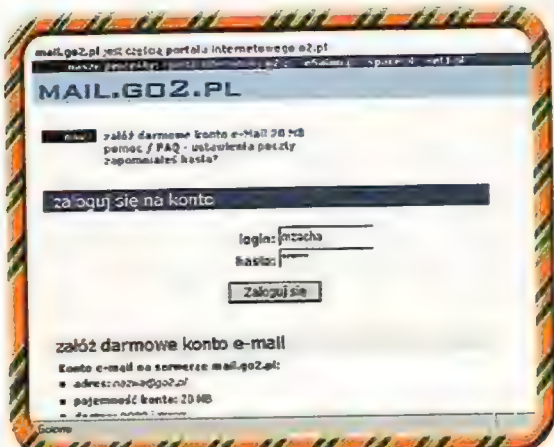 mail.go2.pl jest częścią portalu internetowego o2.pl
MAIL.GO2.PL
załóż darmowe konto e-Mail 20 MB
pomoc / FAQ - ustawienia poczty
zapomniałeś hasła?
zaloguj się na konto
login: mzacha
hasło: ******
Zaloguj się
załóż darmowe konto e-mail
Konto e-mail na serwerze mail.go2.pl:
adres: nazwa@go2.pl
pojemność konta: 20 MB
Gotowe